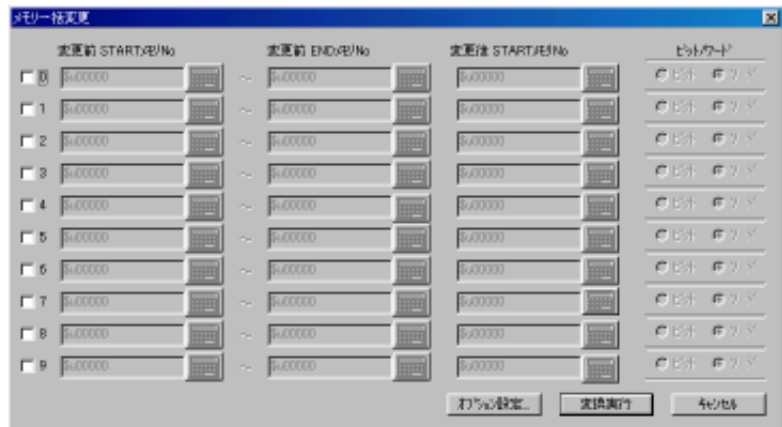 メモリ一括変更
変更前 STARTメモリNo 変更前 ENDメモリNo 変更後 STARTメモリNo ビット/ワード
0 $u00000 ~ $u00000 $u00000 ビット ワード
1 $u00000 ~ $u00000 $u00000 ビット ワード
2 $u00000 ~ $u00000 $u00000 ビット ワード
3 $u00000 ~ $u00000 $u00000 ビット ワード
4 $u00000 ~ $u00000 $u00000 ビット ワード
5 $u00000 ~ $u00000 $u00000 ビット ワード
6 $u00000 ~ $u00000 $u00000 ビット ワード
7 $u00000 ~ $u00000 $u00000 ビット ワード
8 $u00000 ~ $u00000 $u00000 ビット ワード
9 $u00000 ~ $u00000 $u00000 ビット ワード
オプション設定... 変換実行 キャンセル